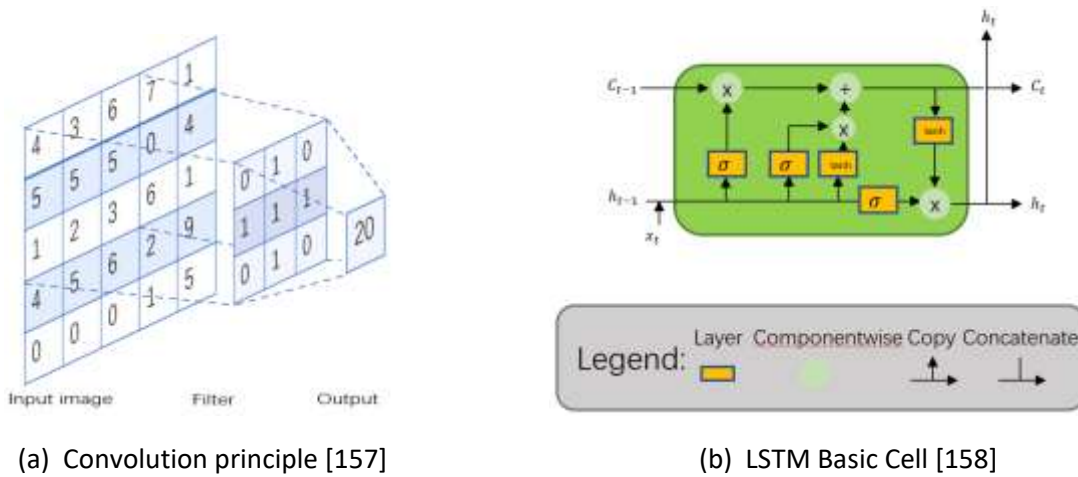 4 3 6 7 1
5 5 5 0 4
1 2 3 6 1
4 5 6 2 9
0 0 0 1 5
0 1 0
1 1 1
0 1 0
20
Input image Filter Output
(a) Convolution principle [157]
h_t
C_{t-1} x + C_t
x tanh
σ σ tanh
h_{t-1} σ x h_t
x_t
Layer Componentwise Copy Concatenate
Legend:
(b) LSTM Basic Cell [158]